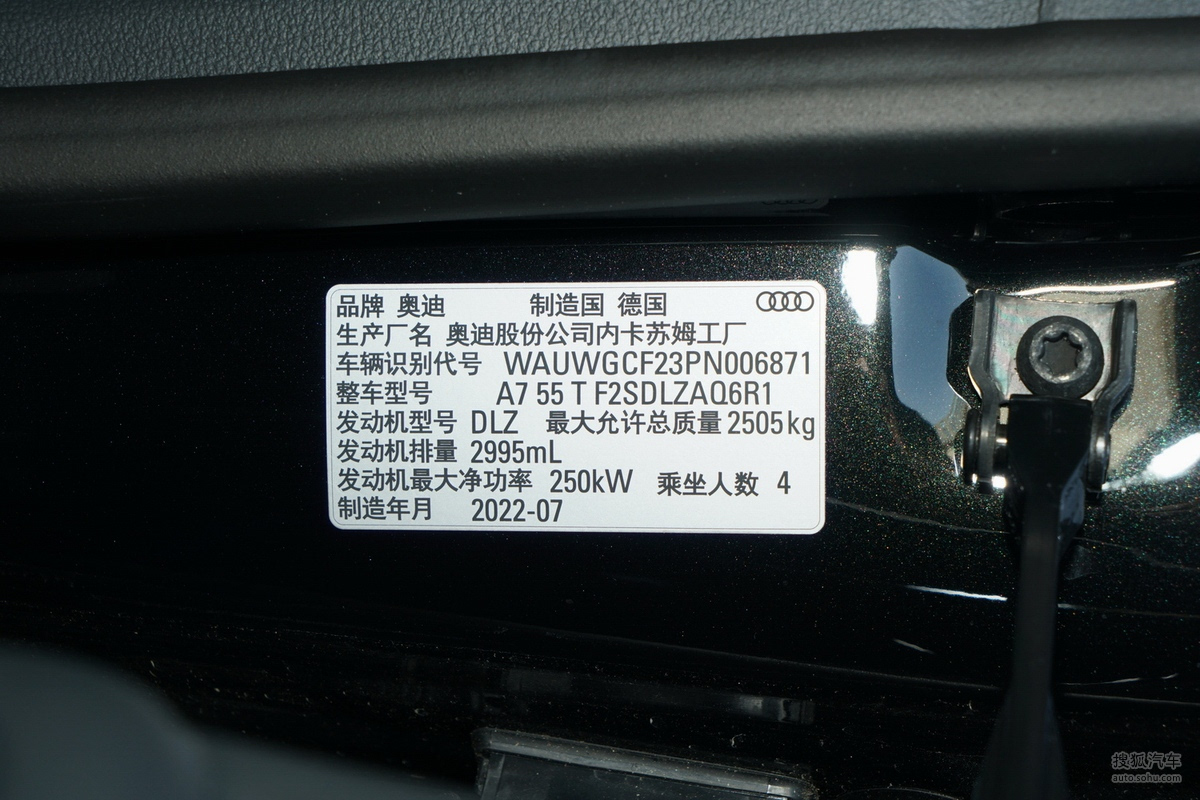 品牌 奥迪 制造国 德国
生产厂名 奥迪股份公司内卡苏姆工厂
车辆识别代号 WAUWGCF23PN006871
整车型号 A7 55 T F2SDLZAQ6R1
发动机型号 DLZ 最大允许总质量 2505kg
发动机排量 2995mL
发动机最大净功率 250kW 乘坐人数 4
制造年月 2022-07
搜狐汽车
auto.sohu.com